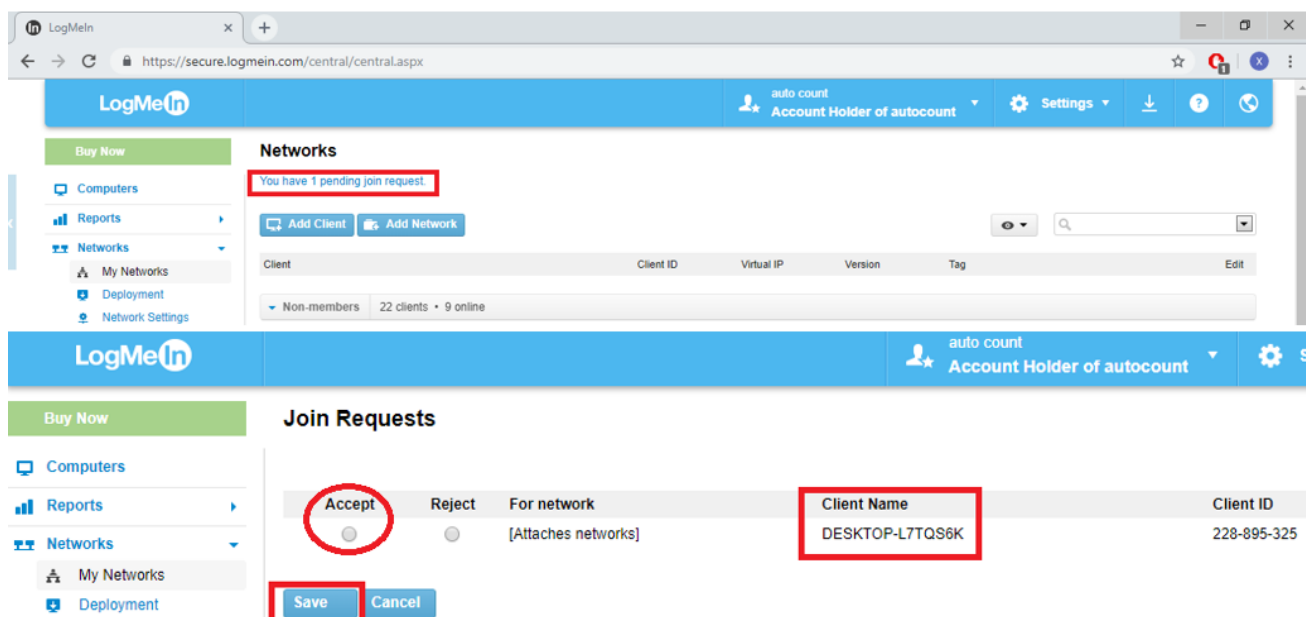 LogMeIn
https://secure.logmein.com/central/central.aspx
1
X
LogMeIn
auto count
Account Holder of autocount
Settings
?
Buy Now
Networks
You have 1 pending join request.
Computers
Reports
Add Client
Add Network
Networks
Client
Client ID
Virtual IP
Version
Tag
Edit
My Networks
Deployment
Non-members 22 clients • 9 online
Network Settings
LogMeIn
auto count
Account Holder of autocount
S
Buy Now
Join Requests
Computers
Reports
Accept
Reject
For network
Client Name
Client ID
[Attaches networks]
DESKTOP-L7TQS6K
228-895-325
Networks
My Networks
Deployment
Save
Cancel